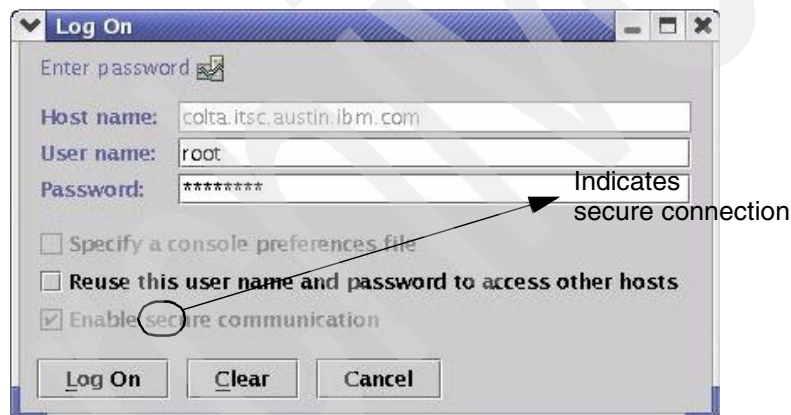 Log On
Enter password
Host name: colta.itsc.austin.ibm.com
User name: root
Password: ********
Indicates
secure connection
Specify a console preferences file
Reuse this user name and password to access other hosts
Enable secure communication
Log On Clear Cancel